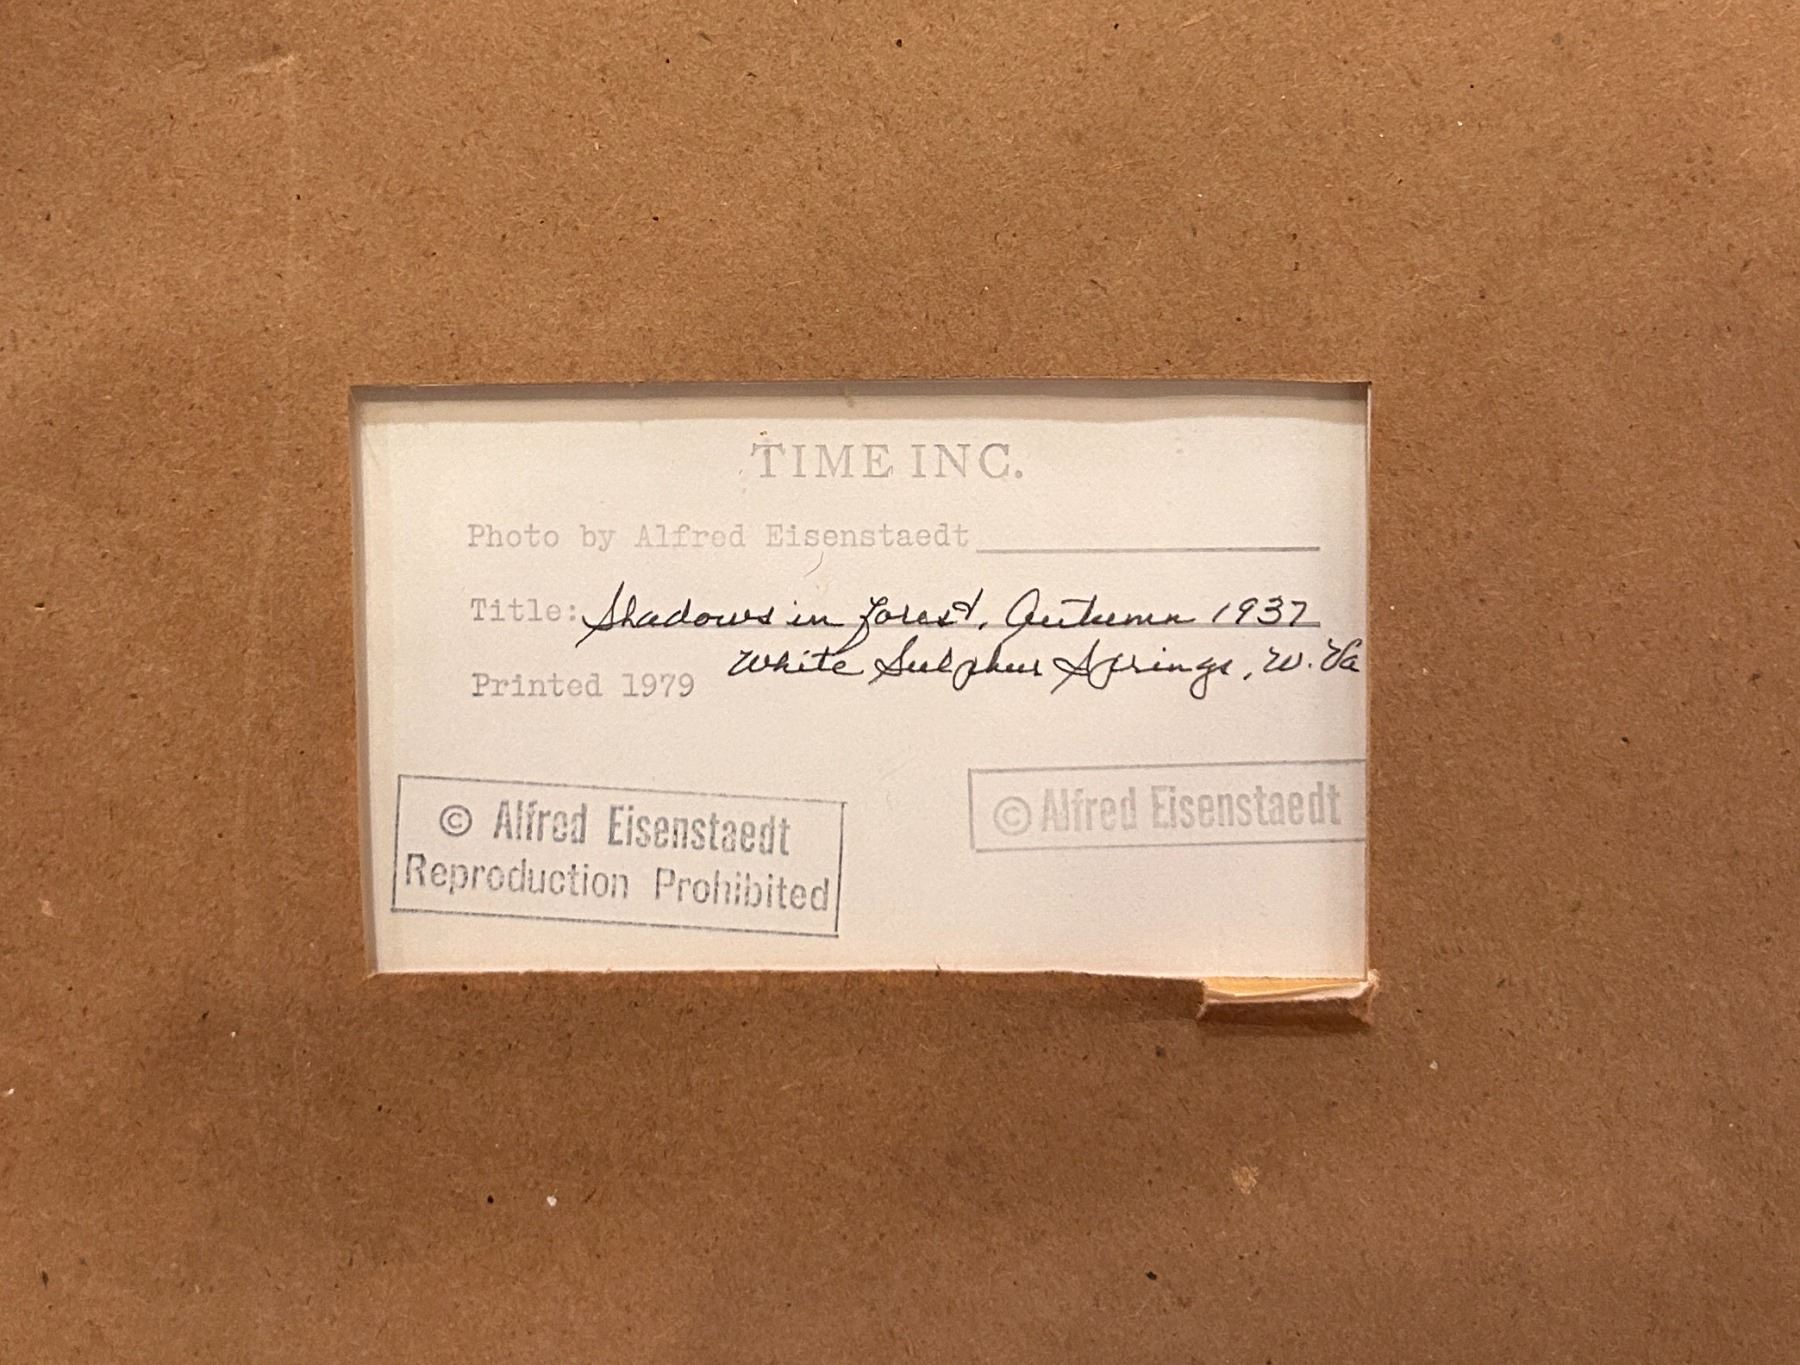 TIME INC.
Photo by Alfred Eisenstaedt
Title: Shadows in forest, Autumn 1937
White Sulphur Springs, W. Va
Printed 1979
© Alfred Eisenstaedt
Reproduction Prohibited
© Alfred Eisenstaedt